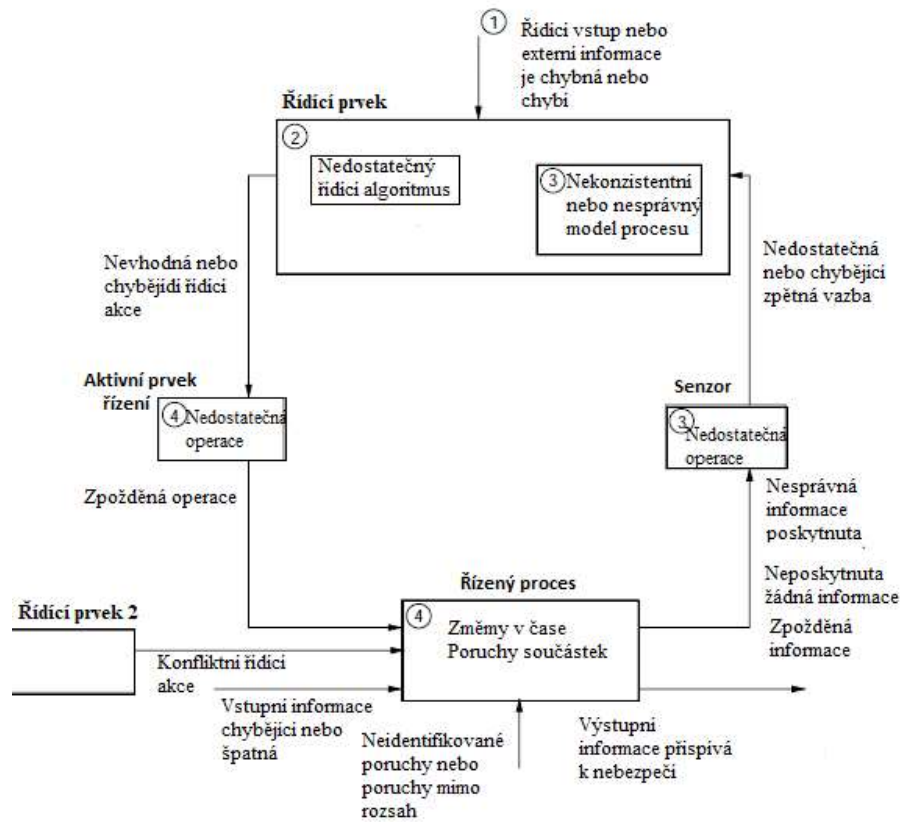 1
Řídicí vstup nebo
externí informace
je chybná nebo
chybí
Řídící prvek
2
Nedostatečný
řídicí algoritmus
3 Nekonzistentní
nebo nesprávný
model procesu
Nevhodná nebo
chybějídi řídicí
akce
Nedostatečná
nebo chybějící
zpětná vazba
Aktivní prvek
řízení
4 Nedostatečná
operace
Senzor
3 Nedostatečná
operace
Zpožděná operace
Nesprávná
informace
poskytnuta
Řízený proces
4
Změmy v čase
Poruchy součástek
Neposkytnuta
žádná informace
Zpožděná
informace
Řídící prvek 2
Konfliktní řídící
akce
Vstupní informace
chybějící nebo
špatná
Neidentifikované
poruchy nebo
poruchy mimo
rozsah
Výstupní
informace přispívá
k nebezpečí